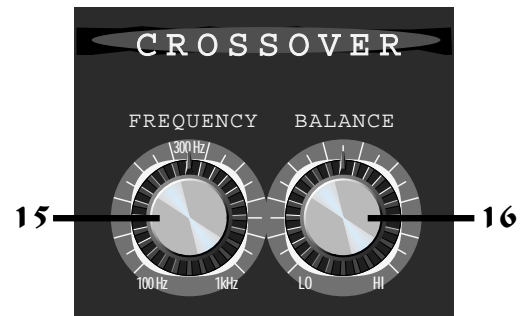 CROSSOVER
FREQUENCY BALANCE
300 Hz
15 16
100 Hz 1kHz LO HI